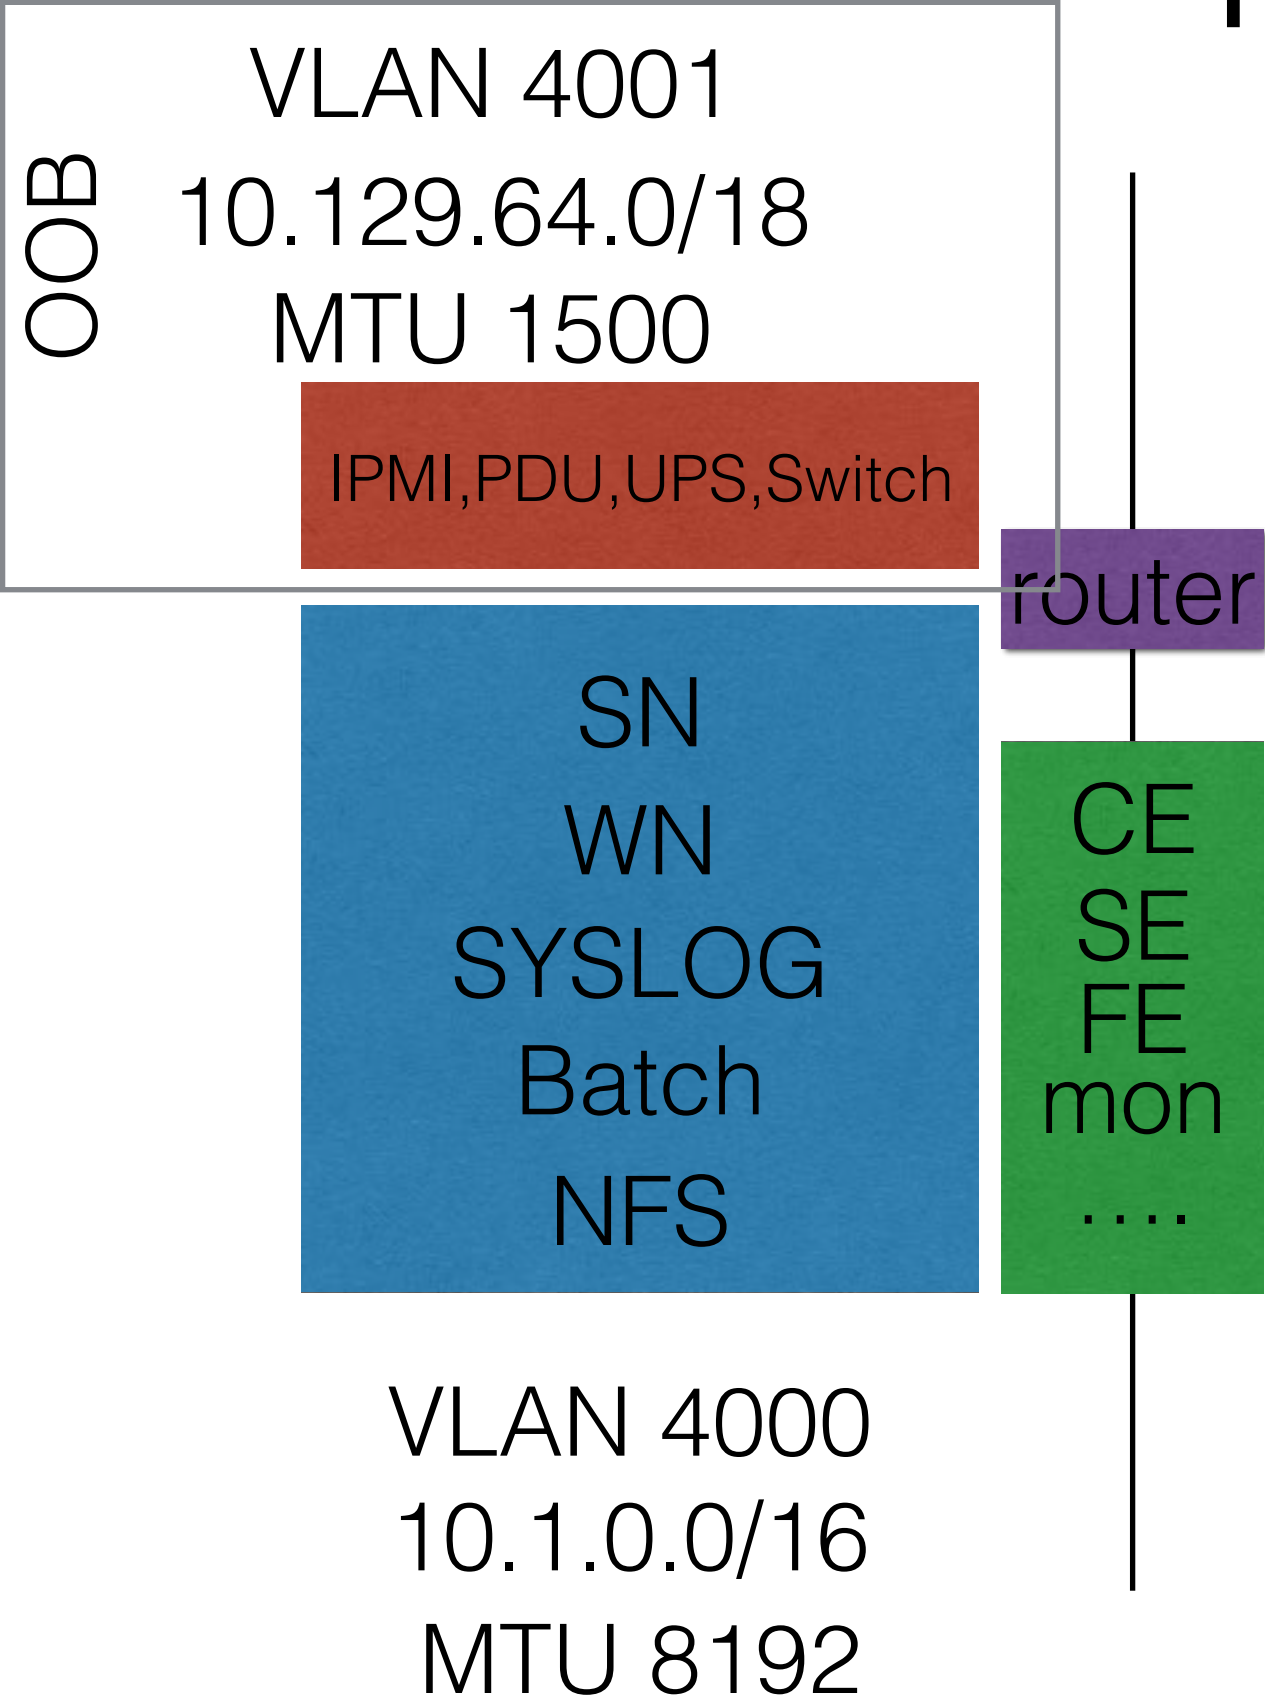 VLAN 4001
OOB
10.129.64.0/18
MTU 1500
IPMI,PDU,UPS,Switch
router
SN
WN
SYSLOG
Batch
NFS
CE
SE
FE
mon
....
VLAN 4000
10.1.0.0/16
MTU 8192